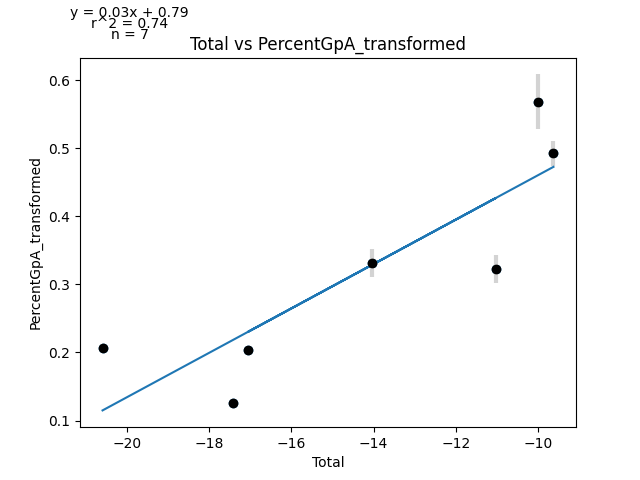 y = 0.03x + 0.79
r^2 = 0.74
n = 7
Total vs PercentGpA_transformed
PercentGpA_transformed
0.6
0.5
0.4
0.3
0.2
0.1
−20
−18
−16
−14
−12
−10
Total